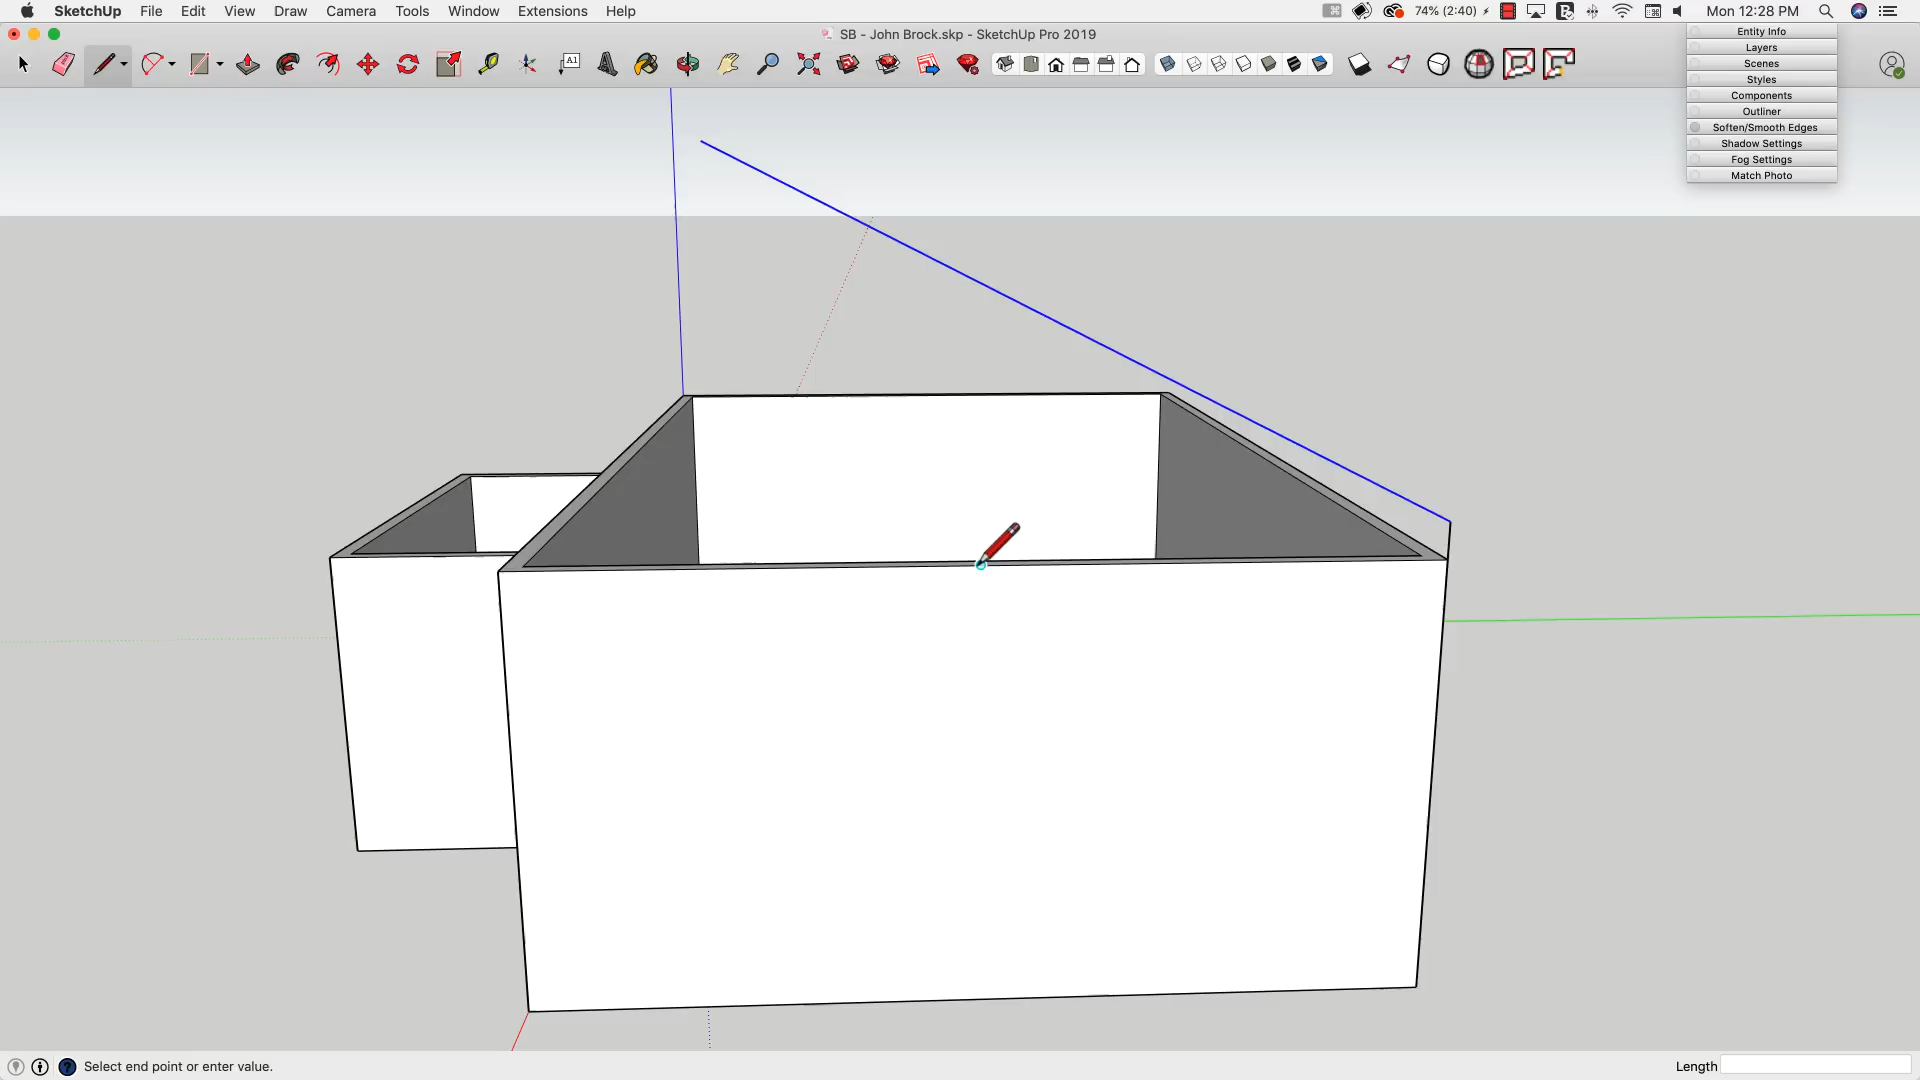 SketchUp File Edit View Draw Camera Tools Window Extensions Help 74% (2:40) Mon 12:28 PM
SB - John Brock.skp - SketchUp Pro 2019
A1
Entity Info
Layers
Scenes
Styles
Components
Outliner
Soften/Smooth Edges
Shadow Settings
Fog Settings
Match Photo
Select end point or enter value.
Length